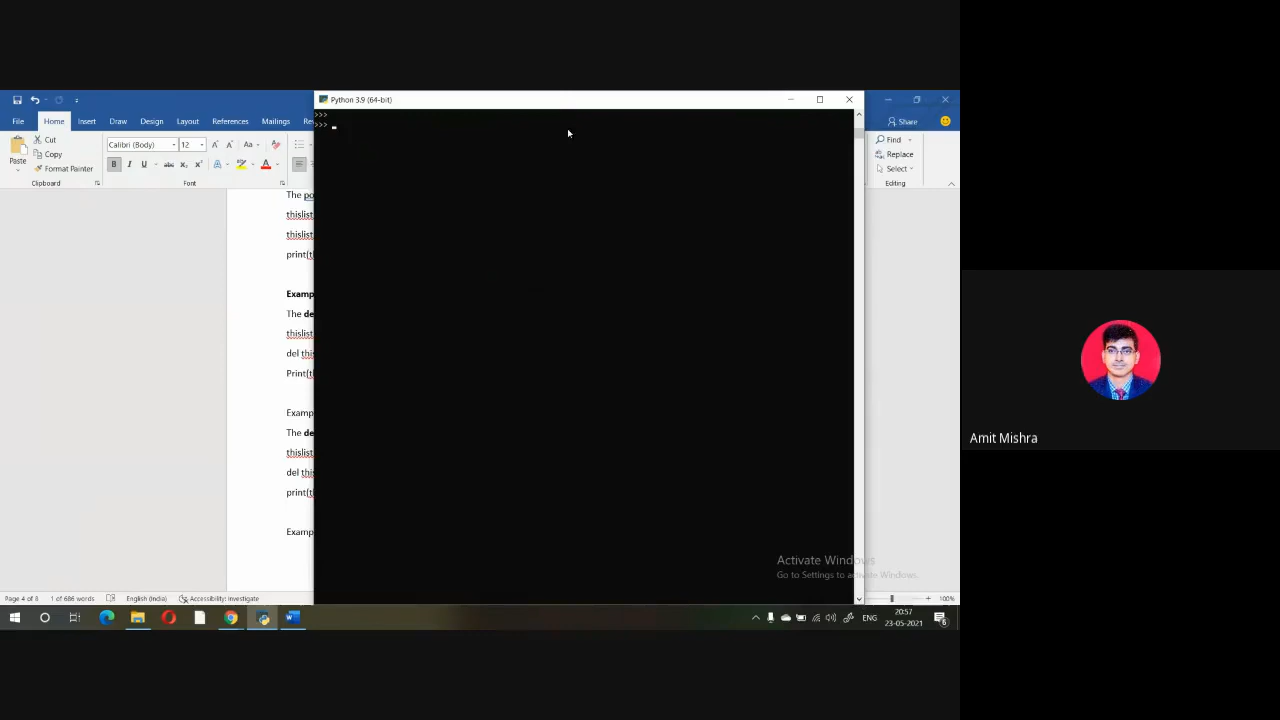 Python 3.9 (64-bit)
File Home Insert Draw Design Layout References Mailings Share
Cut
Copy
Paste
Format Painter
Calibri (Body) 12
Clipboard Font
Find
Replace
Select
Editing
>>>
>>>
The
thislist
thislist
print(
Examp
The de
thislist
del this
Print(t
Examp
The de
thislist
del this
print(t
Examp
Amit Mishra
Activate Windows
Go to Settings to activate Windows.
Page 4 of 8 1 of 686 words English (India) Accessibility: Investigate 100%
ENG 20:57
23-05-2021